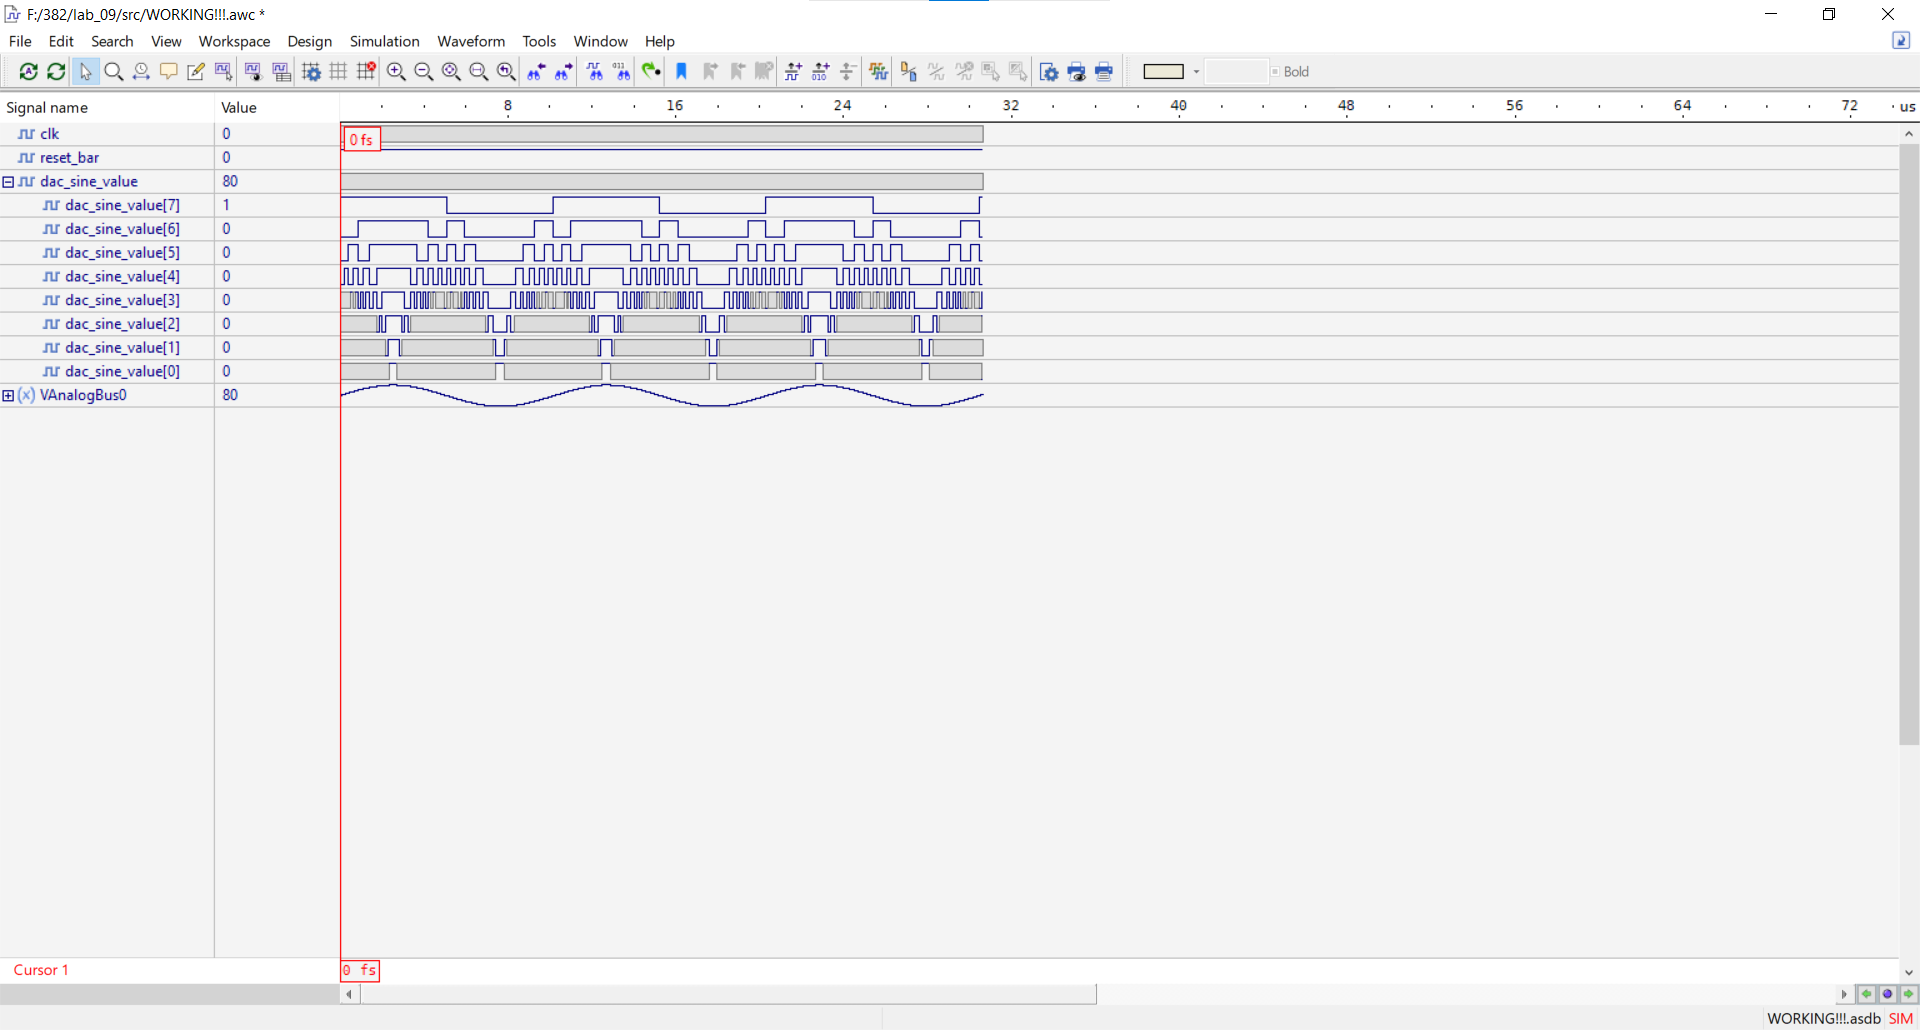 F:/382/lab_09/src/WORKING!!!.awc *
File Edit Search View Workspace Design Simulation Waveform Tools Window Help
Bold
Signal name Value 8 16 24 32 40 48 56 64 72 us
clk 0
0 fs
reset_bar 0
dac_sine_value 80
dac_sine_value[7] 1
dac_sine_value[6] 0
dac_sine_value[5] 0
dac_sine_value[4] 0
dac_sine_value[3] 0
dac_sine_value[2] 0
dac_sine_value[1] 0
dac_sine_value[0] 0
VAnalogBus0 80
Cursor 1 0 fs
WORKING!!!.asdb SIM